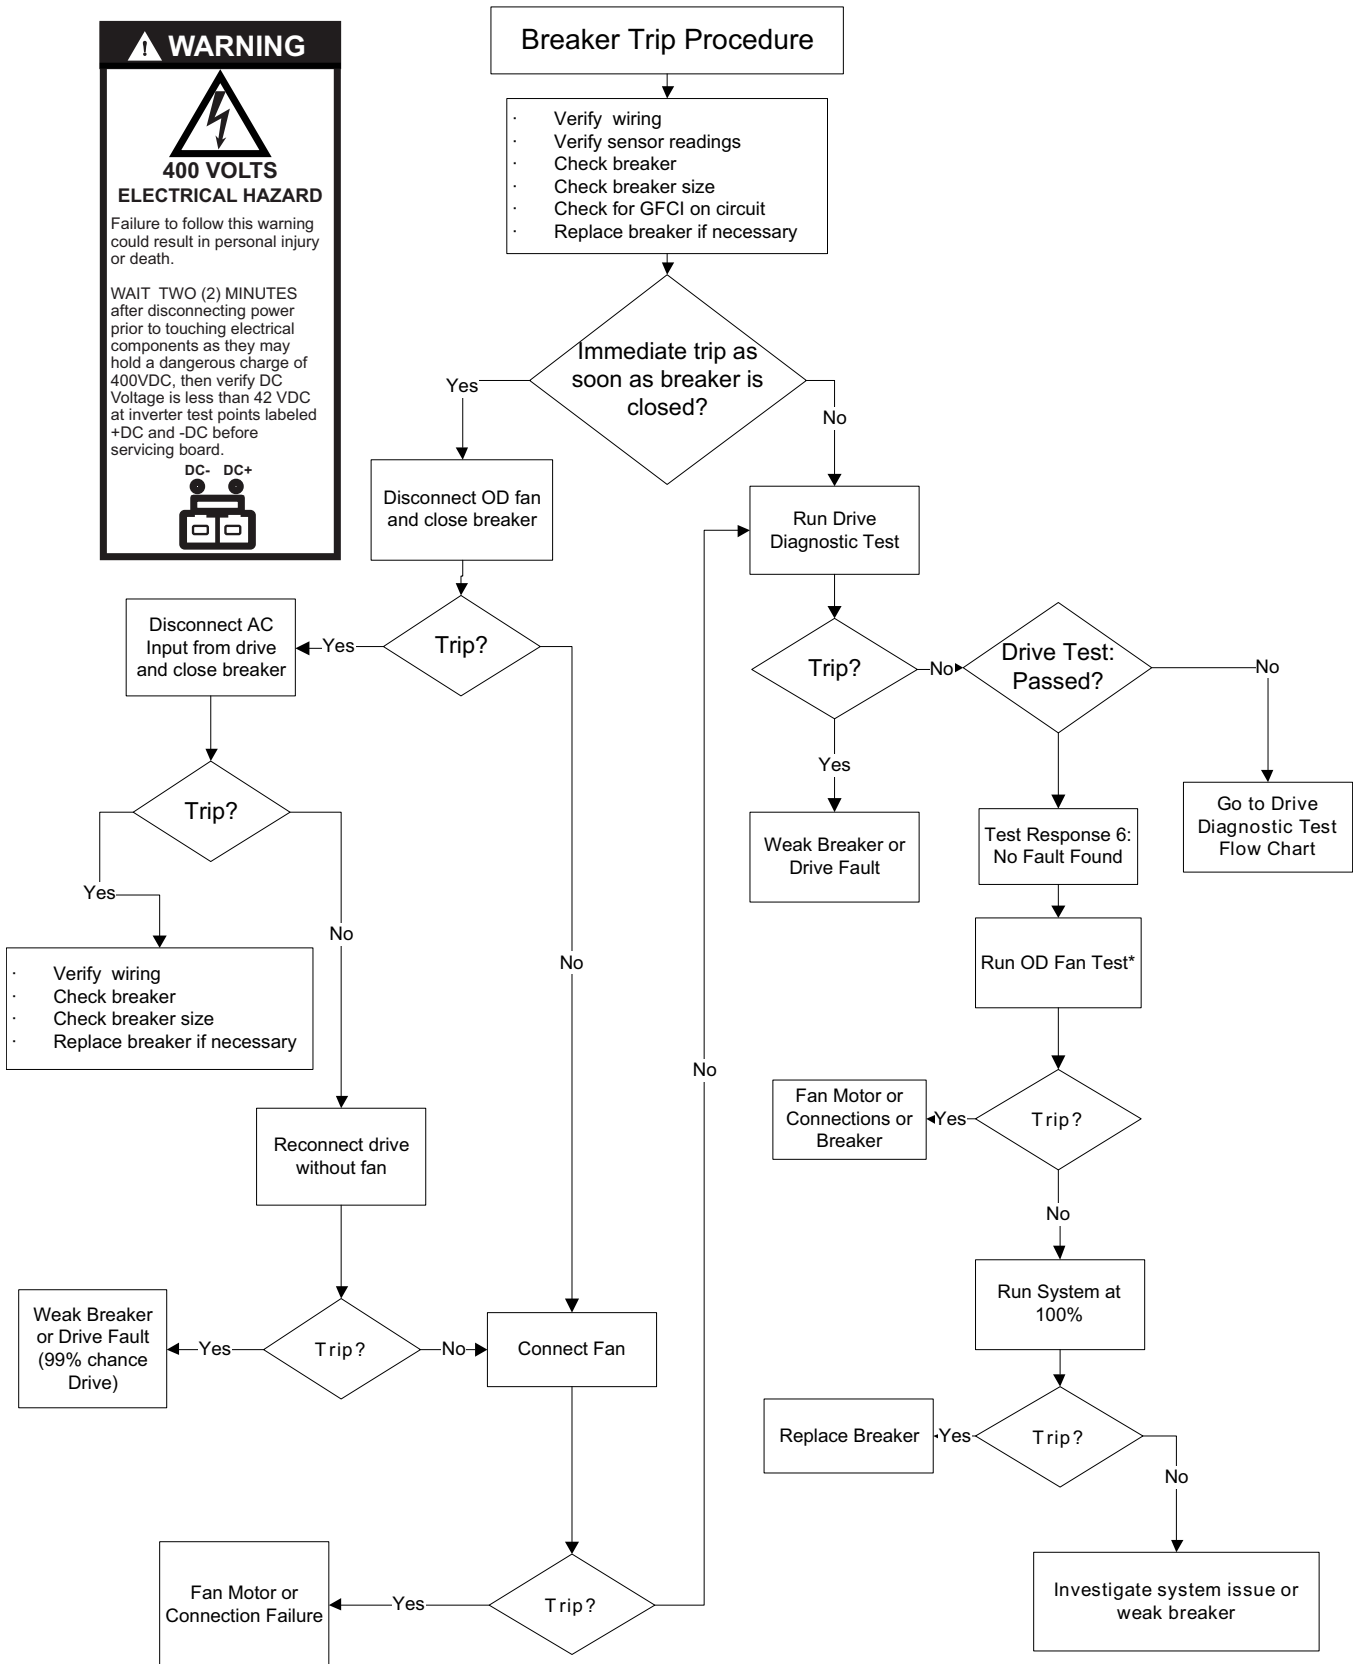 WARNING
400 VOLTS
ELECTRICAL HAZARD
Failure to follow this warning
could result in personal injury
or death.
WAIT TWO (2) MINUTES
after disconnecting power
prior to touching electrical
components as they may
hold a dangerous charge of
400VDC, then verify DC
Voltage is less than 42 VDC
at inverter test points labeled
+DC and -DC before
servicing board.
DC- DC+
Breaker Trip Procedure
· Verify wiring
· Verify sensor readings
· Check breaker
· Check breaker size
· Check for GFCI on circuit
· Replace breaker if necessary
Immediate trip as
soon as breaker is
closed?
Yes
No
Disconnect OD fan
and close breaker
Run Drive
Diagnostic Test
Disconnect AC
Input from drive
and close breaker
Yes
Trip?
Trip?
No
Drive Test:
Passed?
No
Yes
Trip?
Weak Breaker or
Drive Fault
Test Response 6:
No Fault Found
Go to Drive
Diagnostic Test
Flow Chart
Yes
No
No
Run OD Fan Test*
· Verify wiring
· Check breaker
· Check breaker size
· Replace breaker if necessary
No
Fan Motor or
Connections or
Breaker
Yes
Trip?
Reconnect drive
without fan
No
Run System at
100%
Weak Breaker
or Drive Fault
(99% chance
Drive)
Yes
Trip?
No
Connect Fan
Replace Breaker
Yes
Trip?
No
Fan Motor or
Connection Failure
Yes
Trip?
Investigate system issue or
weak breaker